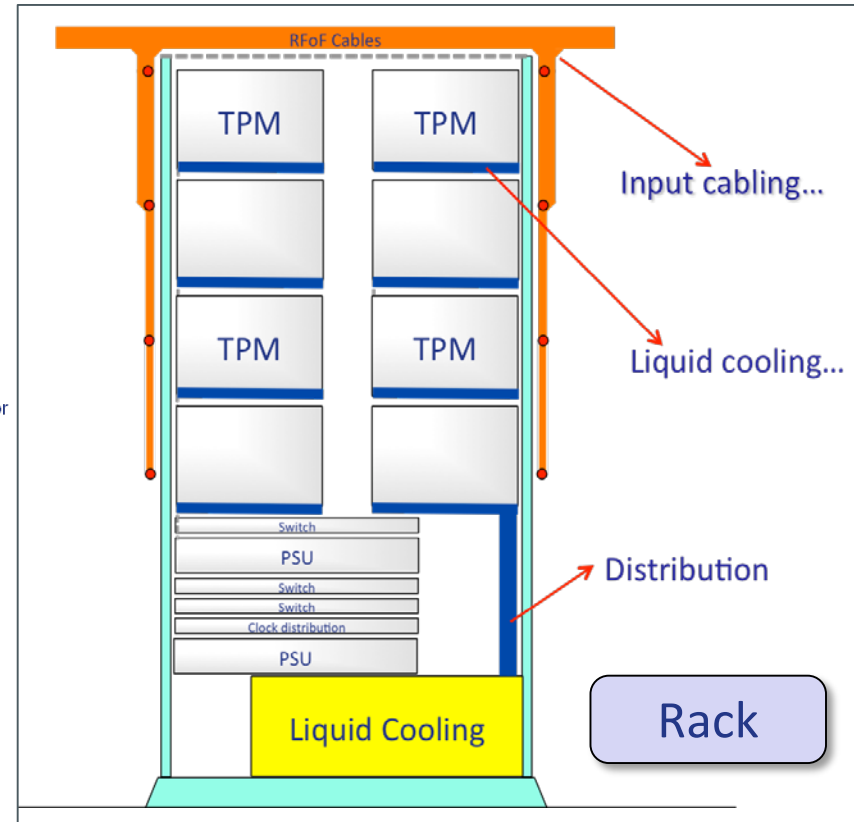 RFoF Cables
TPM
TPM
Input cabling...
TPM
TPM
Liquid cooling...
or
Switch
PSU
Switch
Switch
Clock distribution
PSU
Distribution
Liquid Cooling
Rack